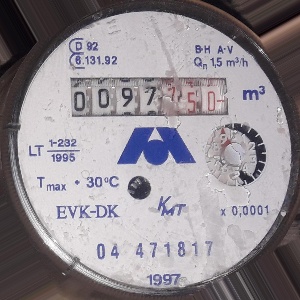 D 92
6.131.92
B·H A·V
Qn 1,5 m³/h
0097750
m³
LT 1-232
1995
Tmax + 30°C
EVK-DK
KMT
x 0,0001
04 471817
1997